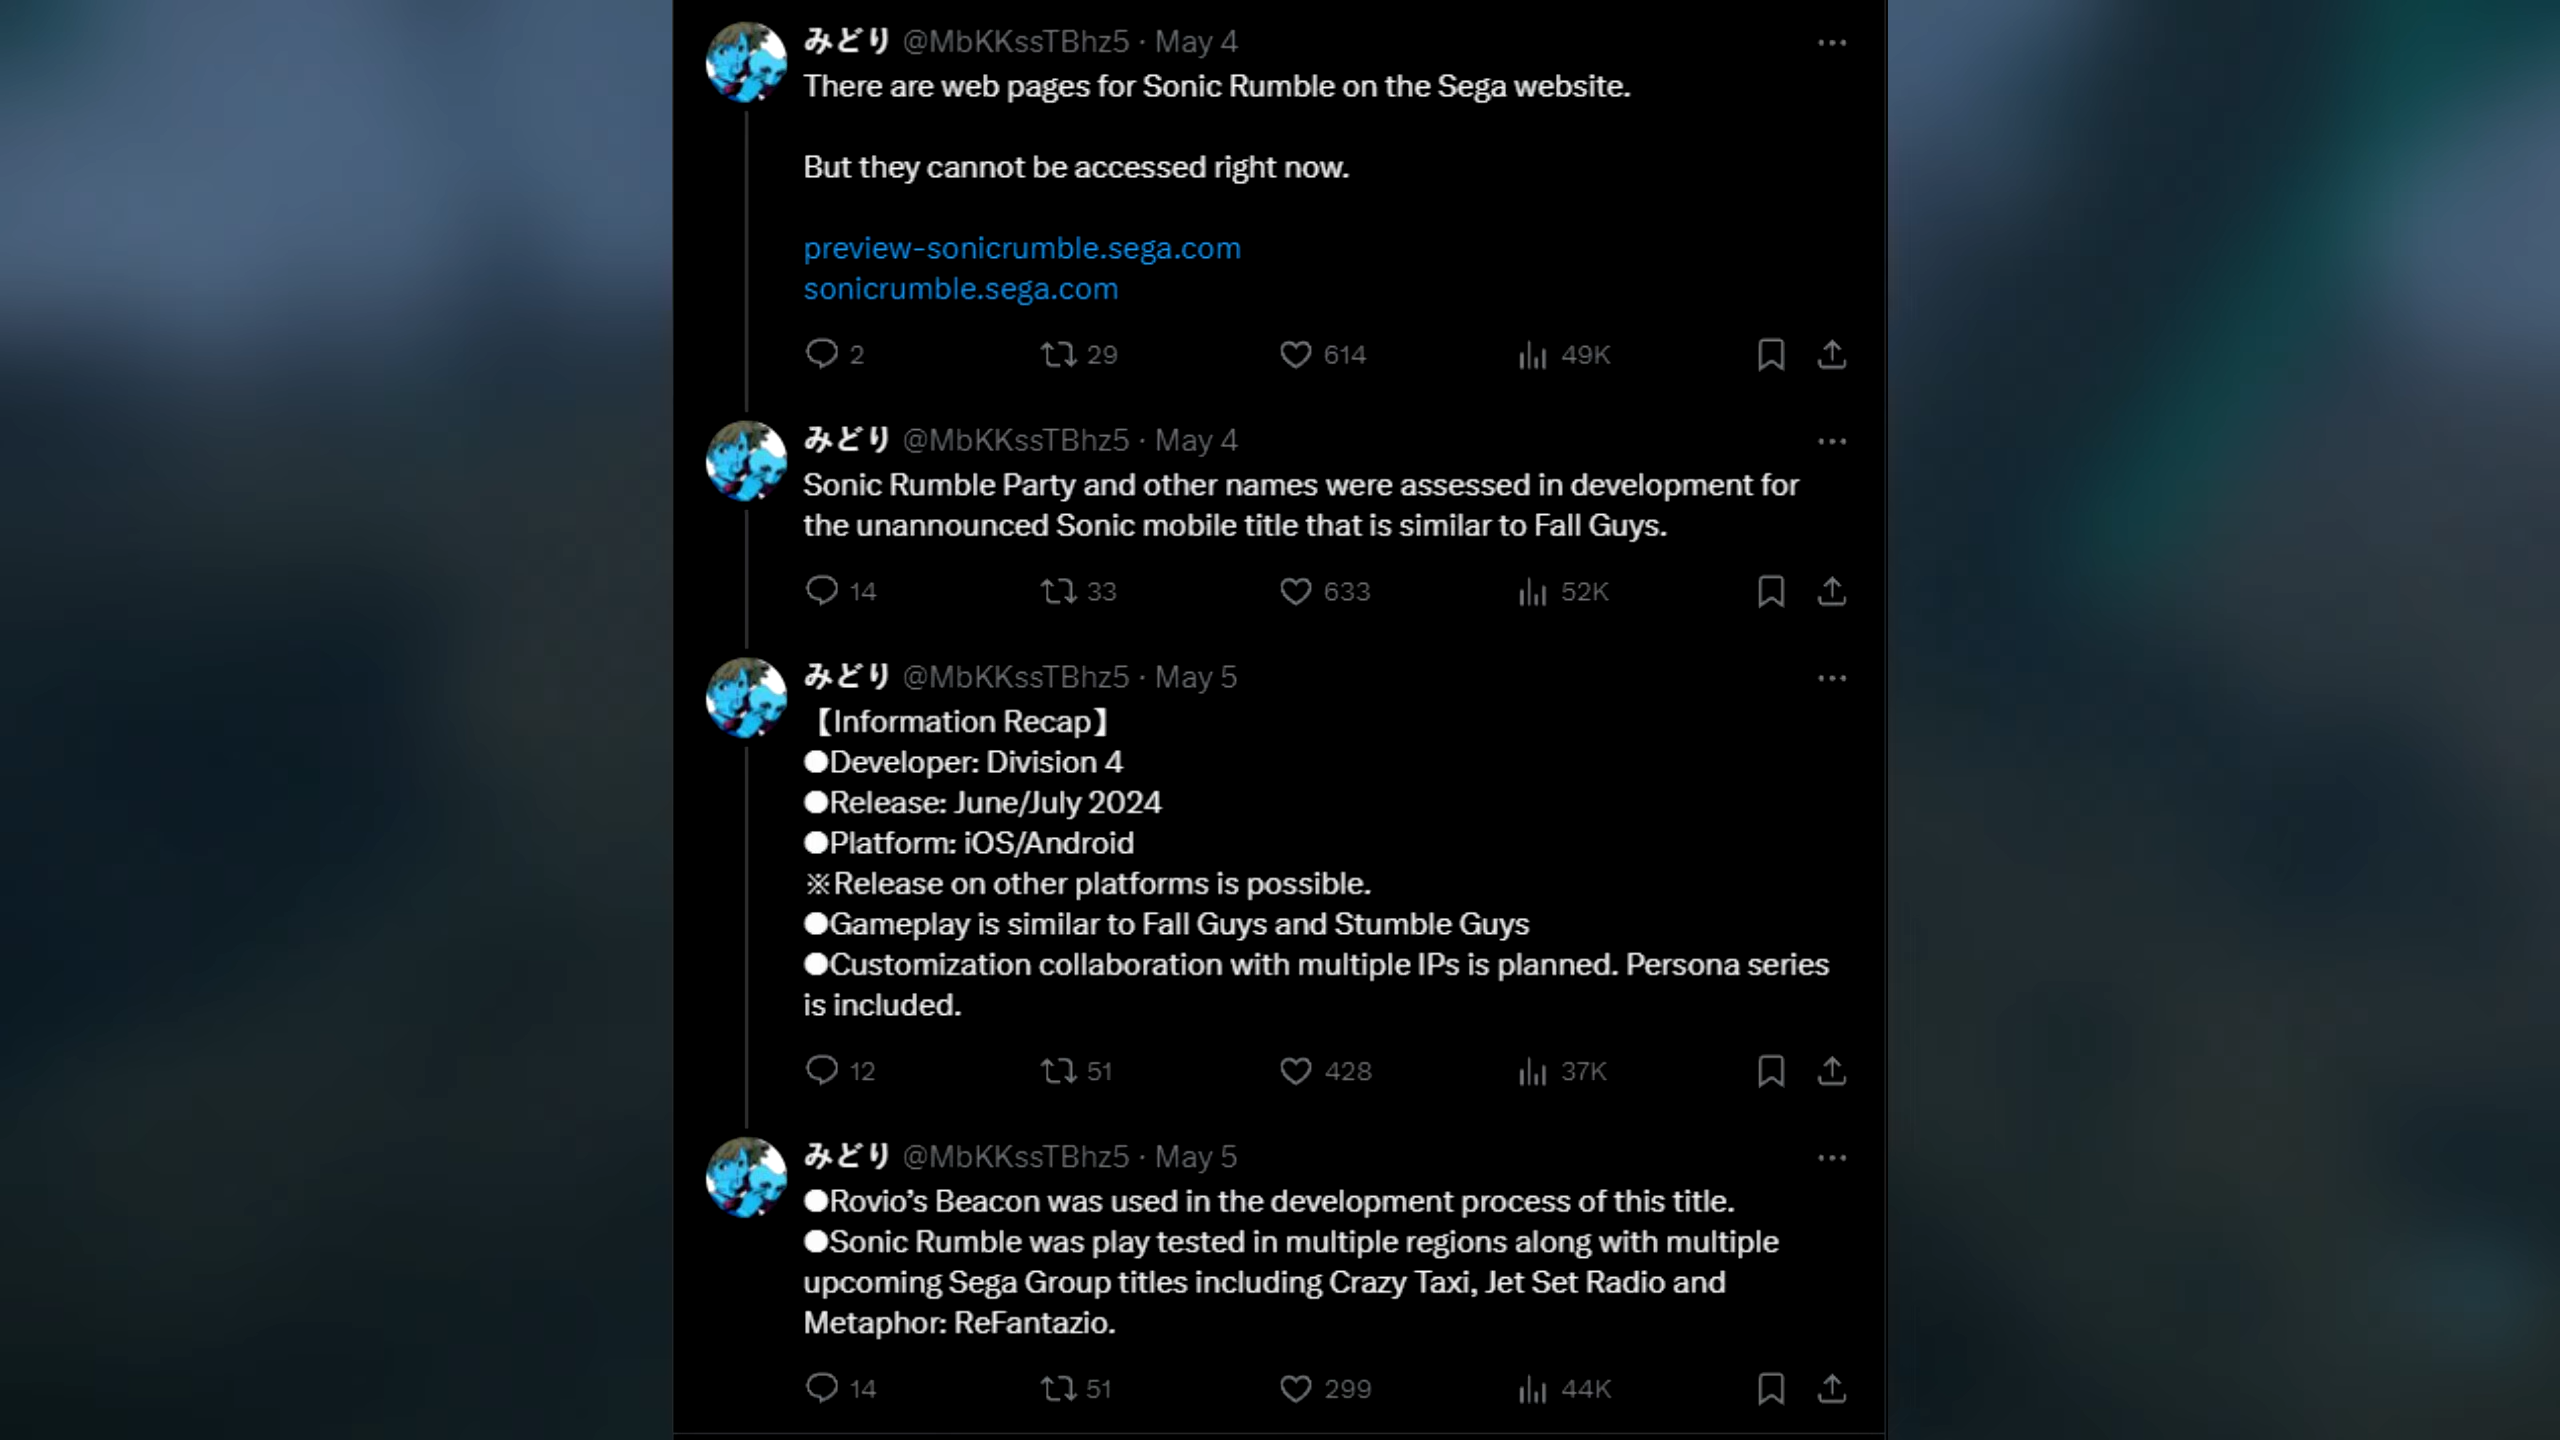 みどり @MbKKssTBhz5 · May 4
There are web pages for Sonic Rumble on the Sega website.
But they cannot be accessed right now.
preview-sonicrumble.sega.com
sonicrumble.sega.com
2 29 614 49K
みどり @MbKKssTBhz5 · May 4
Sonic Rumble Party and other names were assessed in development for
the unannounced Sonic mobile title that is similar to Fall Guys.
14 33 633 52K
みどり @MbKKssTBhz5 · May 5
【Information Recap】
●Developer: Division 4
●Release: June/July 2024
●Platform: iOS/Android
※Release on other platforms is possible.
●Gameplay is similar to Fall Guys and Stumble Guys
●Customization collaboration with multiple IPs is planned. Persona series
is included.
12 51 428 37K
みどり @MbKKssTBhz5 · May 5
●Rovio’s Beacon was used in the development process of this title.
●Sonic Rumble was play tested in multiple regions along with multiple
upcoming Sega Group titles including Crazy Taxi, Jet Set Radio and
Metaphor: ReFantazio.
14 51 299 44K